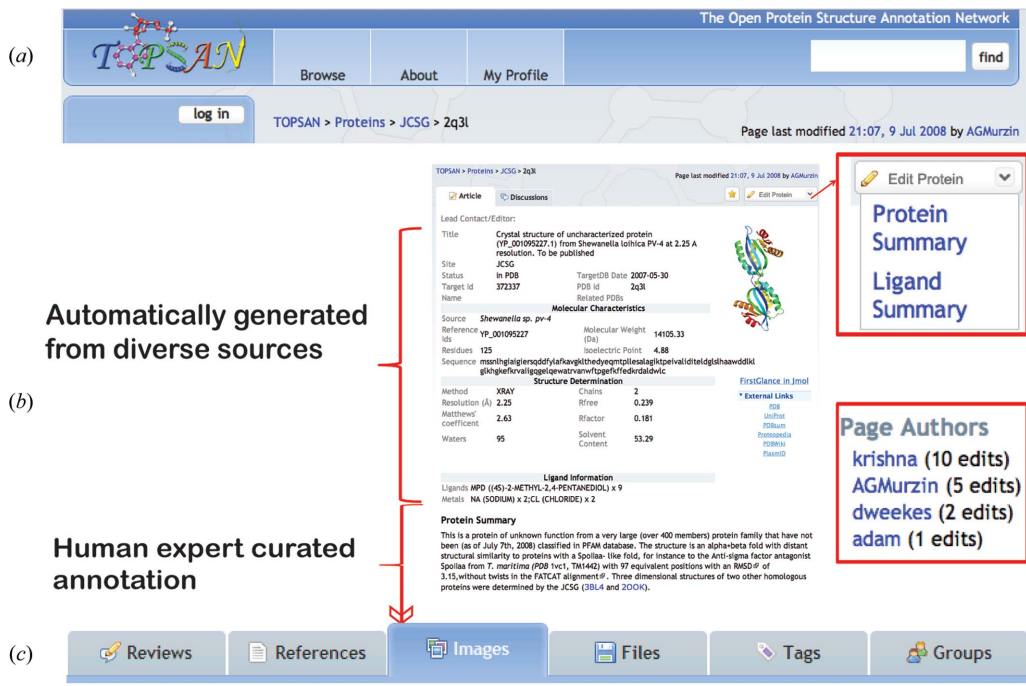 (a)
TOPSAN
The Open Protein Structure Annotation Network
Browse
About
My Profile
find
log in
TOPSAN > Proteins > JCSG > 2q3l
Page last modified 21:07, 9 Jul 2008 by AGMurzin
(b)
Automatically generated
from diverse sources
Human expert curated
annotation
TOPSAN > Proteins > JCSG > 2q3l
Page last modified 21:07, 9 Jul 2008 by AGMurzin
Article
Discussions
Edit Protein
Lead Contact/Editor:
Title Crystal structure of uncharacterized protein
(YP_001095227.1) from Shewanella loihica PV-4 at 2.25 A
resolution. To be published
Site JCSG
Status In PDB TargetDB Date 2007-05-30
Target Id 372337 PDB Id 2q3l
Name Related PDBs
Molecular Characteristics
Source Shewanella sp. pv-4
Reference Ids YP_001095227 Molecular Weight (Da) 14105.33
Residues 125 Isoelectric Point 4.88
Sequence
Structure Determination
Method XRAY Chains 2
Resolution (Å) 2.25 Rfree 0.239
Matthews' coefficent 2.63 Rfactor 0.181
Waters 95 Solvent Content 53.29
Ligand Information
Ligands MPD ((4S)-2-METHYL-2,4-PENTANEDIOL) x 9
Metals NA (SODIUM) x 2;CL (CHLORIDE) x 2
FirstGlance in Jmol
External Links
PDB
UniProt
PDBsum
Proteopedia
PDBWiki
PlasmID
Protein Summary
This is a protein of unknown function from a very large (over 400 members) protein family that have not
been (as of July 7th, 2008) classified in PFAM database. The structure is an alpha+beta fold with distant
structural similarity to proteins with a SpoIIaa- like fold, for instance to the Anti-sigma factor antagonist
SpoIIaa from T. maritima (PDB 1vc1, TM1442) with 97 equivalent positions with an RMSD of
3.15,without twists in the FATCAT alignment. Three dimensional structures of two other homologous
proteins were determined by the JCSG (3BL4 and 2OOK).
Edit Protein
Protein
Summary
Ligand
Summary
Page Authors
krishna (10 edits)
AGMurzin (5 edits)
dweekes (2 edits)
adam (1 edits)
(c)
Reviews
References
Images
Files
Tags
Groups